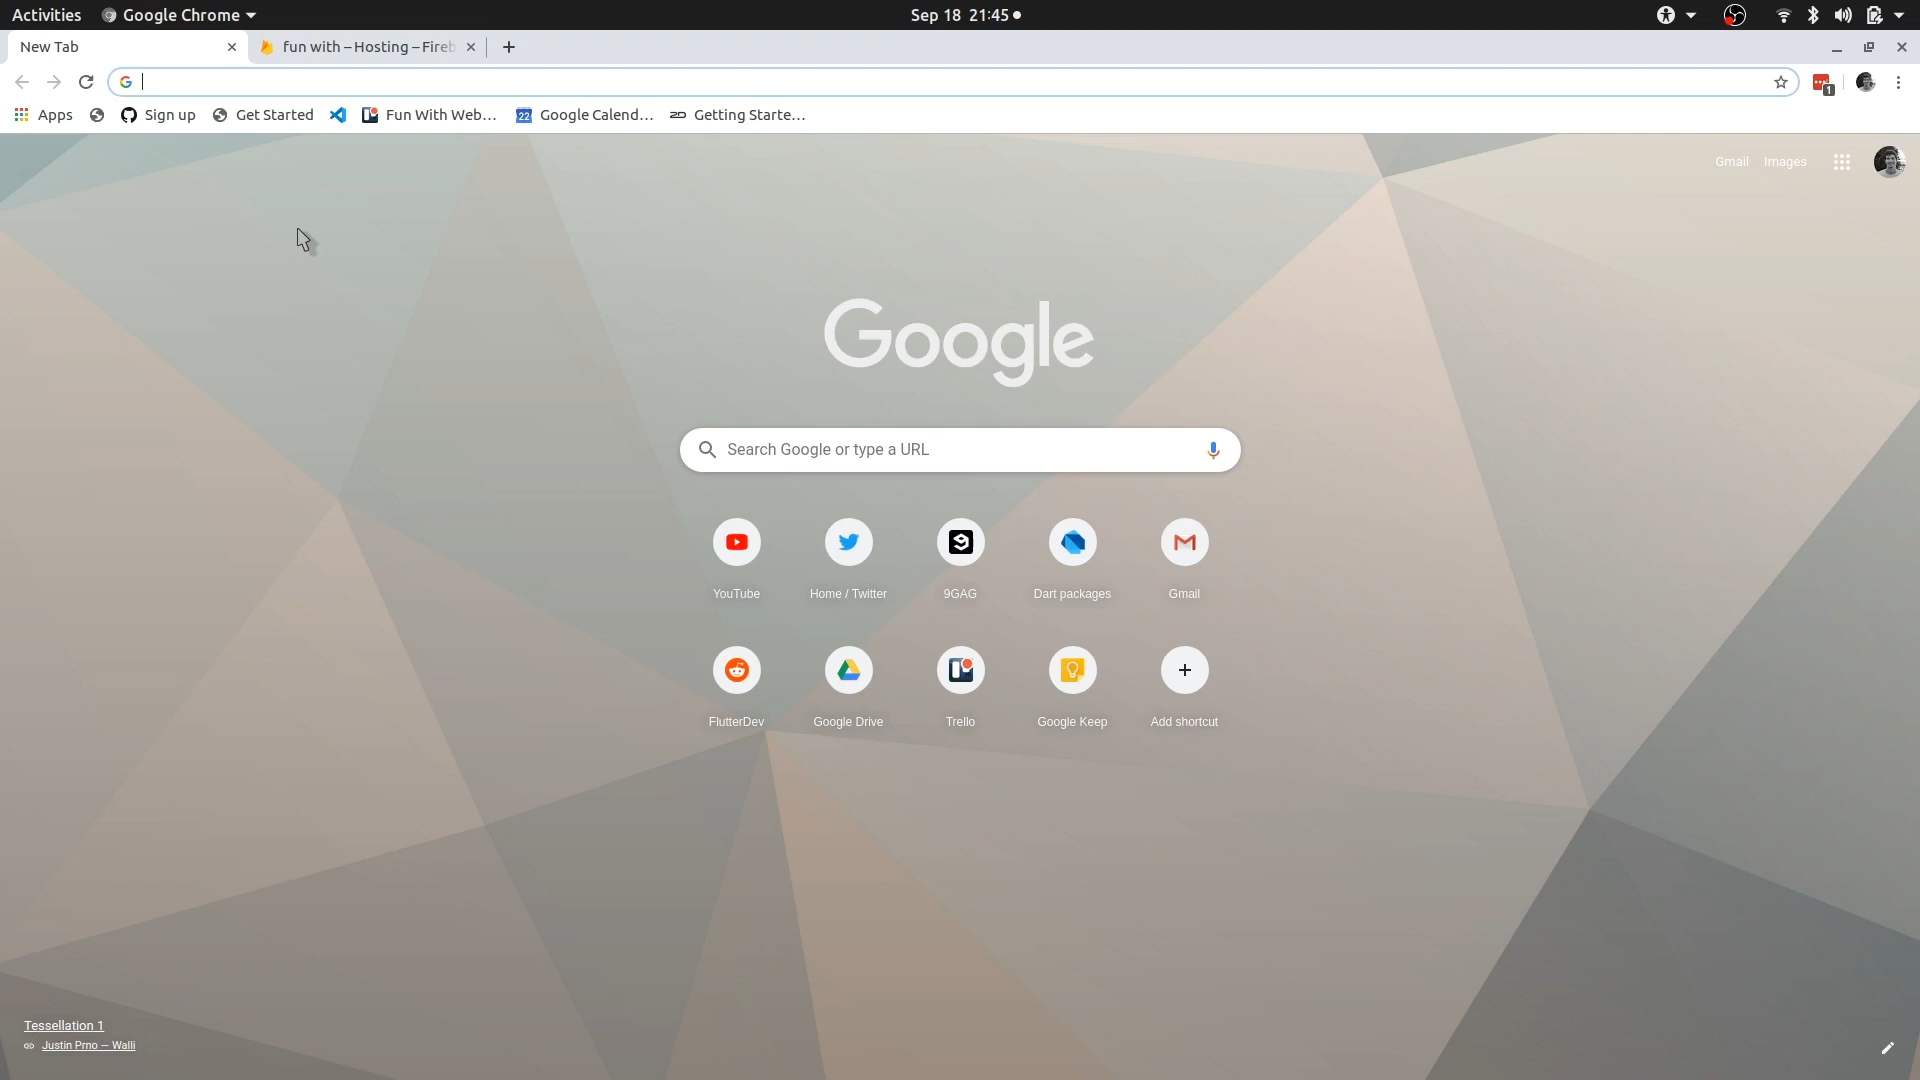 Activities Google Chrome Sep 18 21:45
New Tab fun with – Hosting – Fireb
Apps Sign up Get Started Fun With Web... 22 Google Calend... Getting Starte...
1
Gmail Images
Google
Search Google or type a URL
YouTube Home / Twitter 9GAG Dart packages Gmail
FlutterDev Google Drive Trello Google Keep Add shortcut
Tessellation 1
Justin Prno — Walli